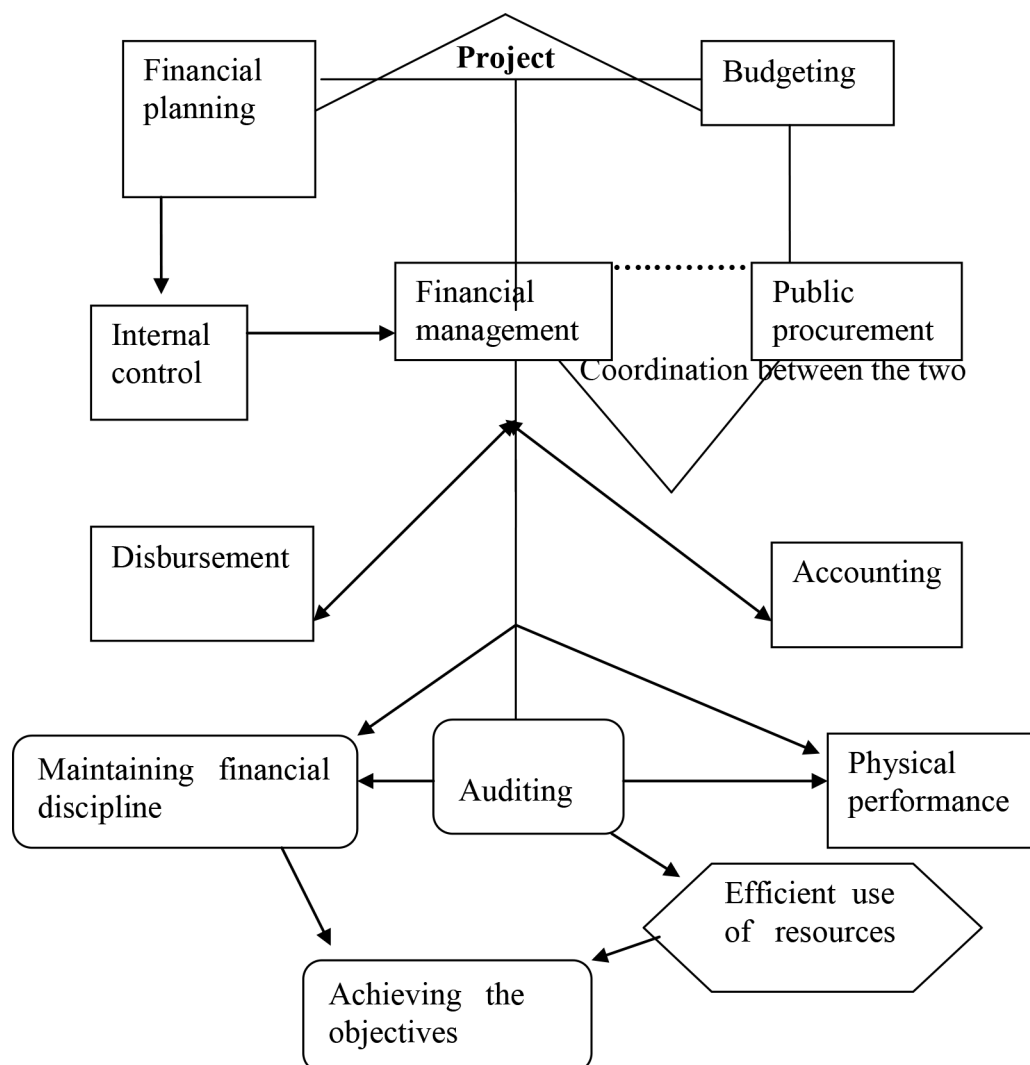 Project
Financial
planning
Budgeting
Financial
management
Public
procurement
Internal
control
Coordination between the two
Disbursement
Accounting
Maintaining financial
discipline
Auditing
Physical
performance
Efficient use
of resources
Achieving the
objectives